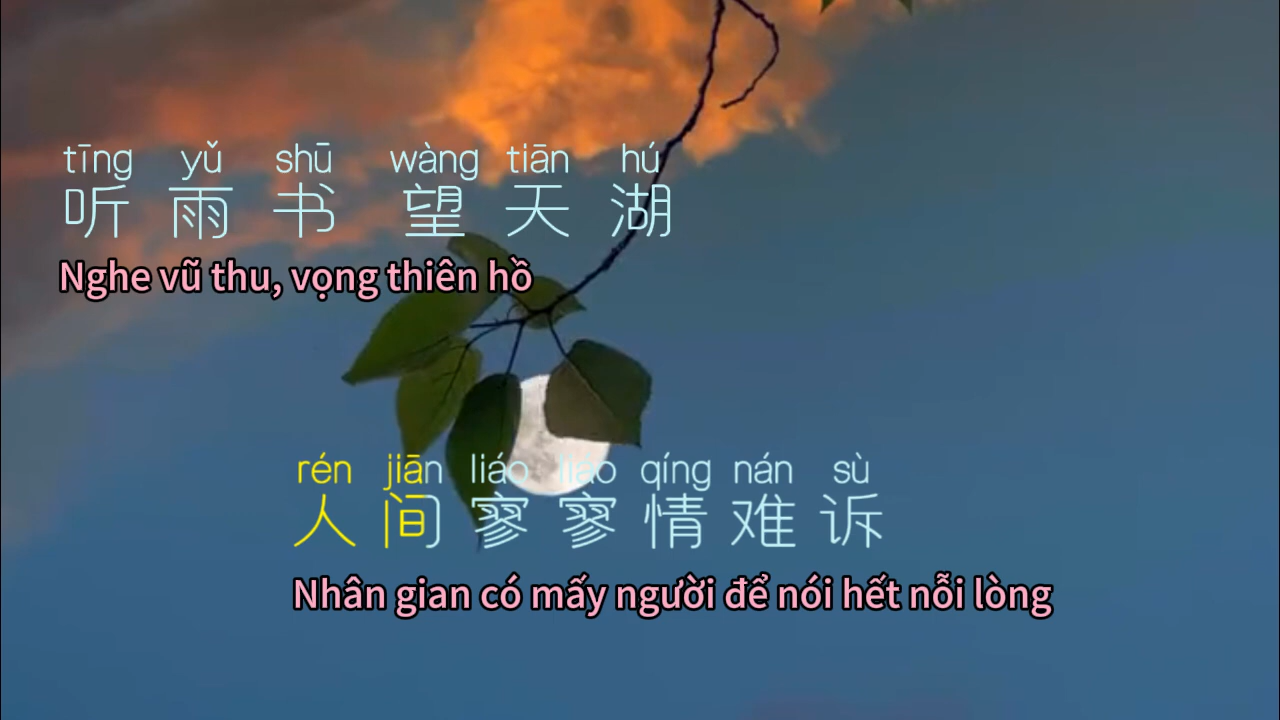 tīng yǔ shū wàng tiān hú
听雨书望天湖
Nghe vũ thu, vọng thiên hồ
rén jiān liáo liáo qíng nán sù
人间寥寥情难诉
Nhân gian có mấy người để nói hết nỗi lòng